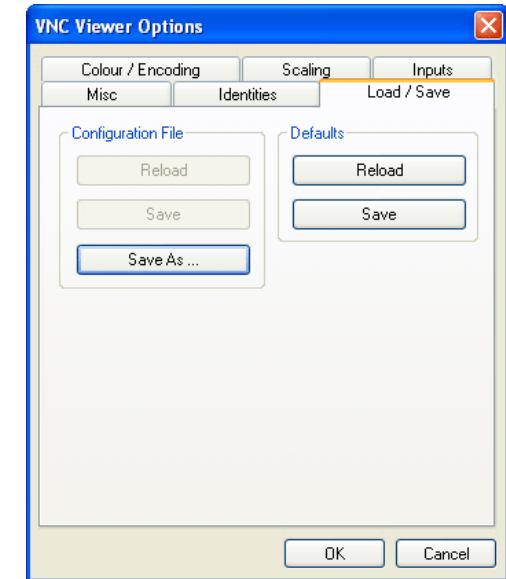 VNC Viewer Options
Colour / Encoding Scaling Inputs
Misc Identities Load / Save
Configuration File Defaults
Reload Reload
Save Save
Save As ...
OK Cancel